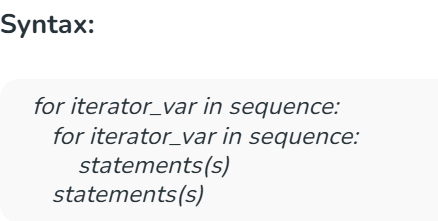 Syntax:
for iterator_var in sequence:
for iterator_var in sequence:
statements(s)
statements(s)